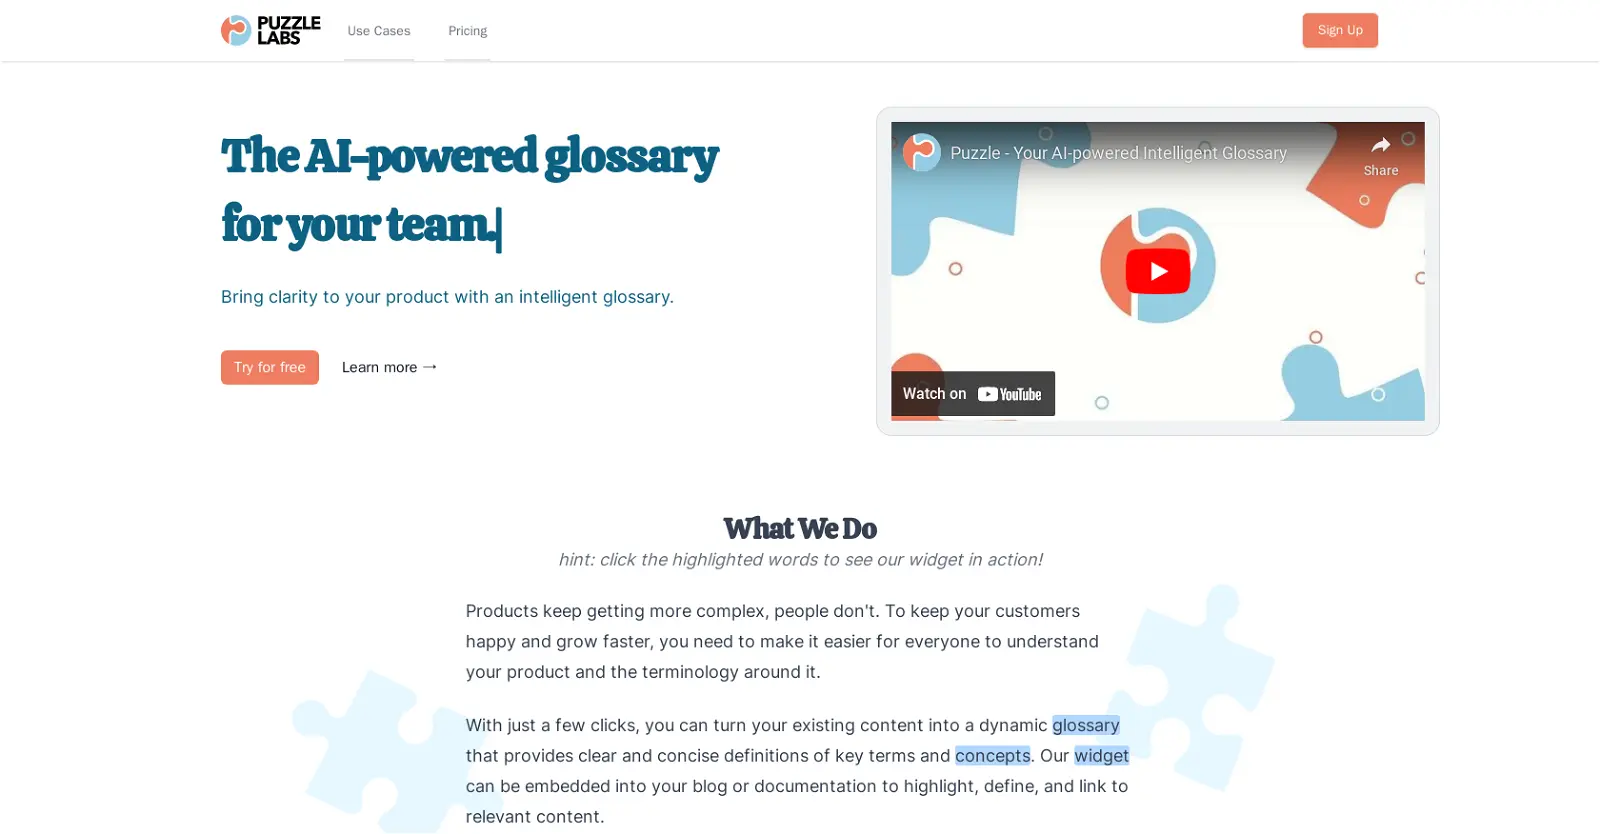 PUZZLE
LABS
Use Cases
Pricing
Sign Up
The AI-powered glossary
for your team.
Bring clarity to your product with an intelligent glossary.
Try for free
Learn more →
Puzzle - Your AI-powered Intelligent Glossary
Share
Watch on YouTube
What We Do
hint: click the highlighted words to see our widget in action!
Products keep getting more complex, people don't. To keep your customers
happy and grow faster, you need to make it easier for everyone to understand
your product and the terminology around it.
With just a few clicks, you can turn your existing content into a dynamic glossary
that provides clear and concise definitions of key terms and concepts. Our widget
can be embedded into your blog or documentation to highlight, define, and link to
relevant content.